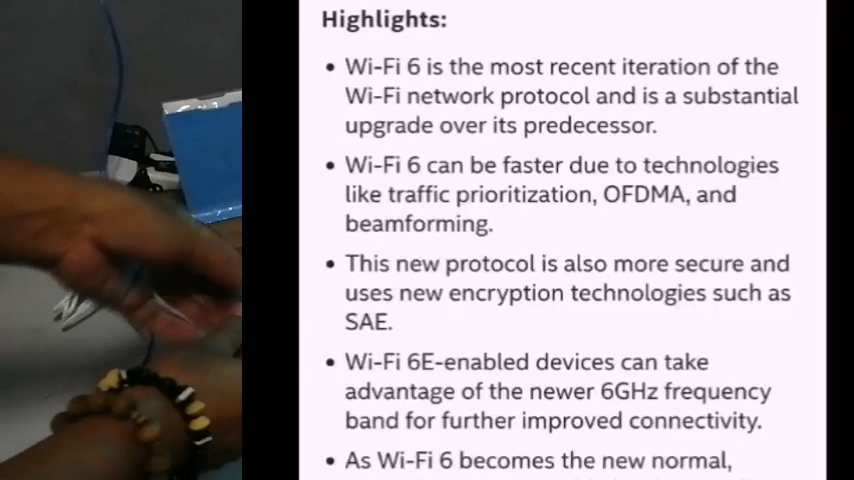 Highlights:
• Wi-Fi 6 is the most recent iteration of the
Wi-Fi network protocol and is a substantial
upgrade over its predecessor.
• Wi-Fi 6 can be faster due to technologies
like traffic prioritization, OFDMA, and
beamforming.
• This new protocol is also more secure and
uses new encryption technologies such as
SAE.
• Wi-Fi 6E-enabled devices can take
advantage of the newer 6GHz frequency
band for further improved connectivity.
• As Wi-Fi 6 becomes the new normal,